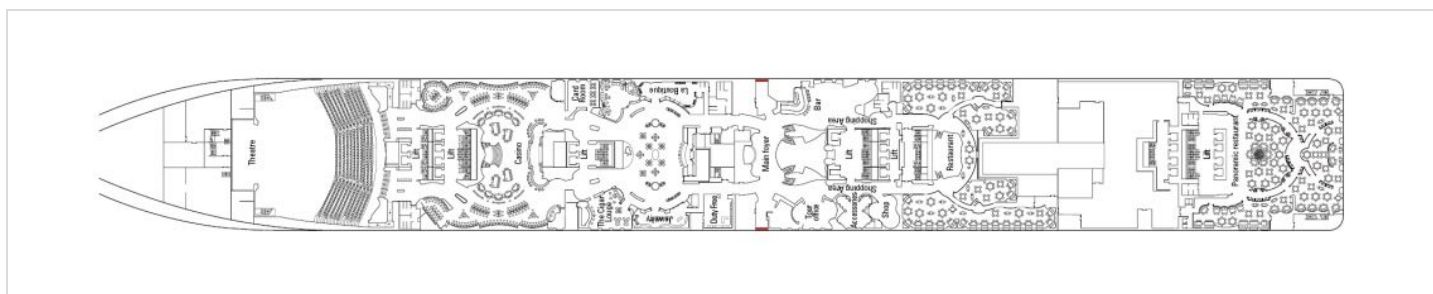 Theatre
Lift
Lift
Casino
Card
Room
Lift
The Cigar
Lounge
La Boutique
Jewelry
Duty Free
Main foyer
Bar
Tour
office
Shopping Area
Shopping Area
Accessories
Shop
Lift
Lift
Restaurant
Lift
Panoramic restaurant